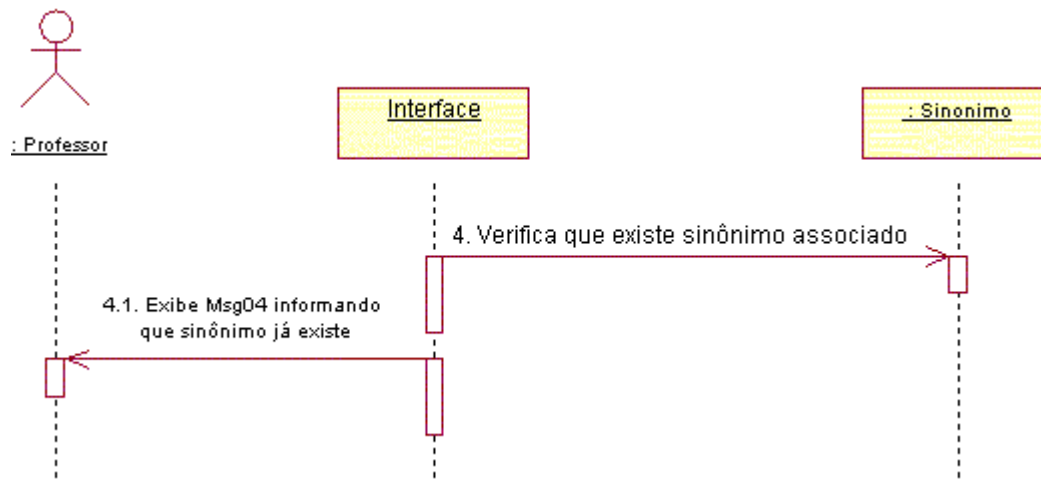 : Professor
Interface
: Sinonimo
4. Verifica que existe sinônimo associado
4.1. Exibe Msg04 informando
que sinônimo já existe